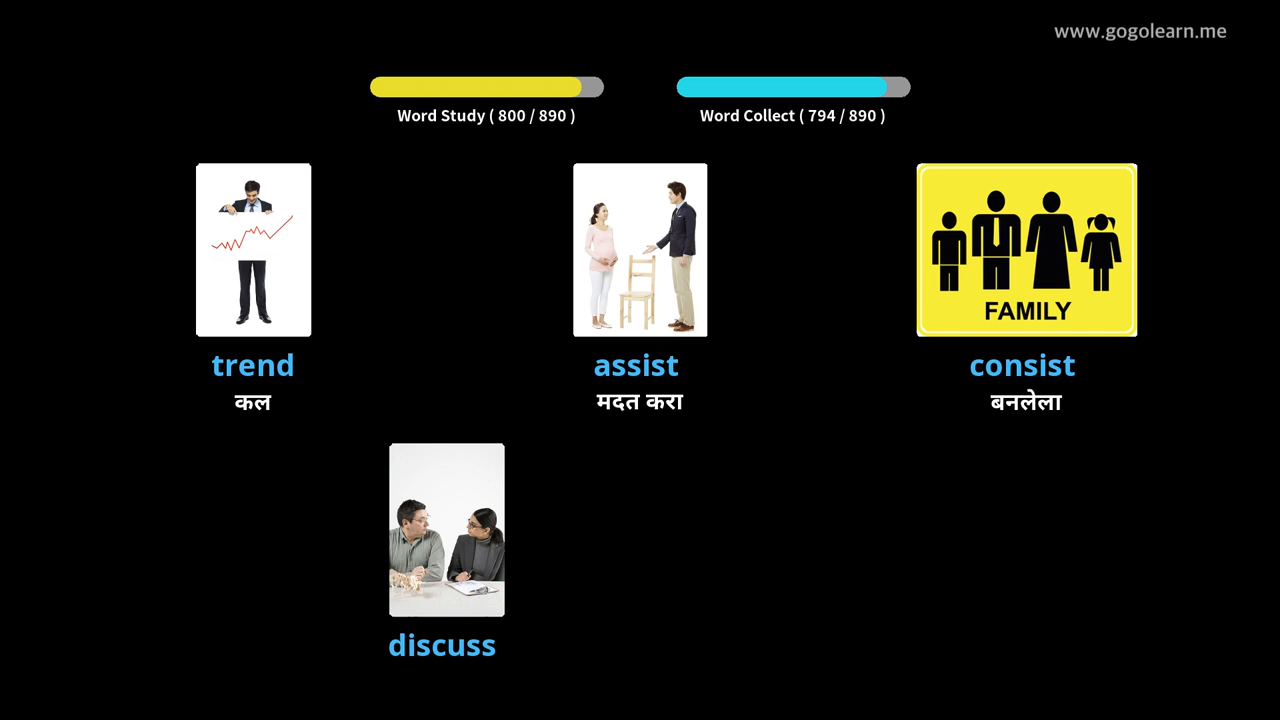 www.gogolearn.me
Word Study ( 800 / 890 )
Word Collect ( 794 / 890 )
FAMILY
trend
assist
consist
कल
मदत करा
बनलेला
discuss